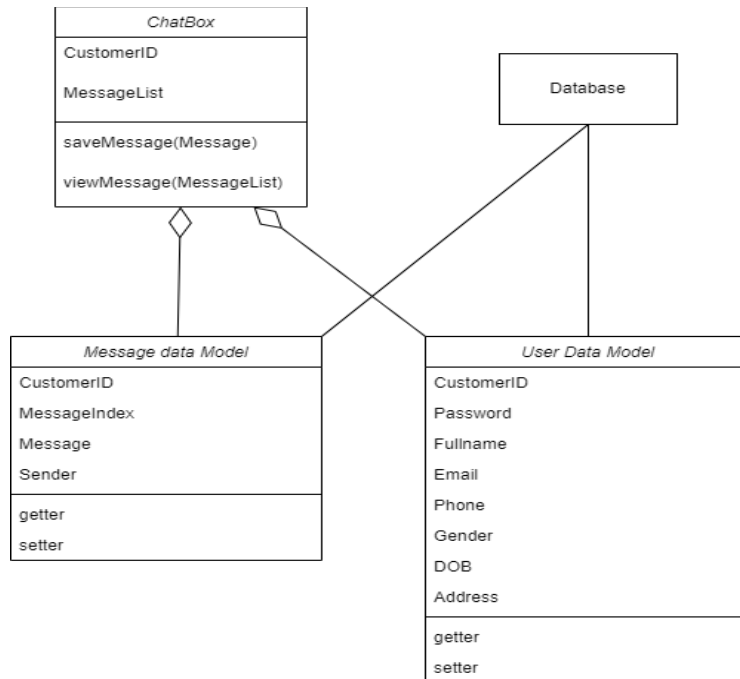 ChatBox
CustomerID
MessageList
saveMessage(Message)
viewMessage(MessageList)
Database
Message data Model
CustomerID
MessageIndex
Message
Sender
getter
setter
User Data Model
CustomerID
Password
Fullname
Email
Phone
Gender
DOB
Address
getter
setter